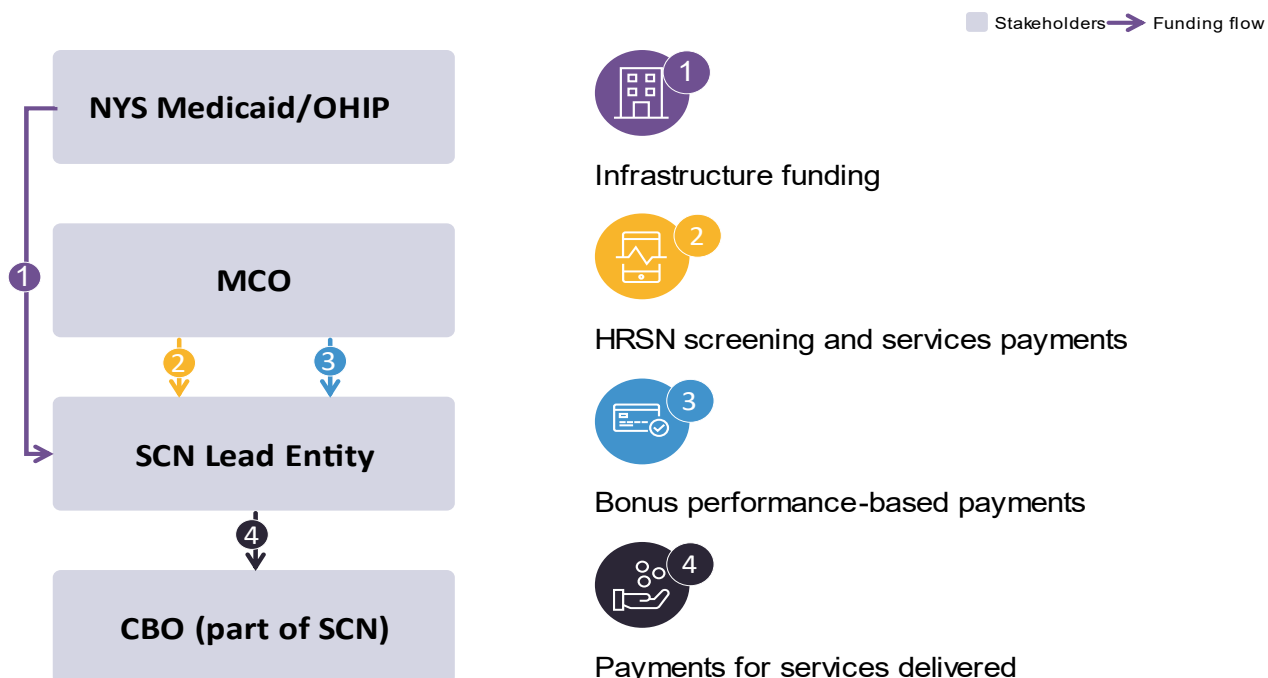 Stakeholders Funding flow
NYS Medicaid/OHIP
1
MCO
2 3
SCN Lead Entity
4
CBO (part of SCN)
1
Infrastructure funding
2
HRSN screening and services payments
3
Bonus performance-based payments
4
Payments for services delivered
1